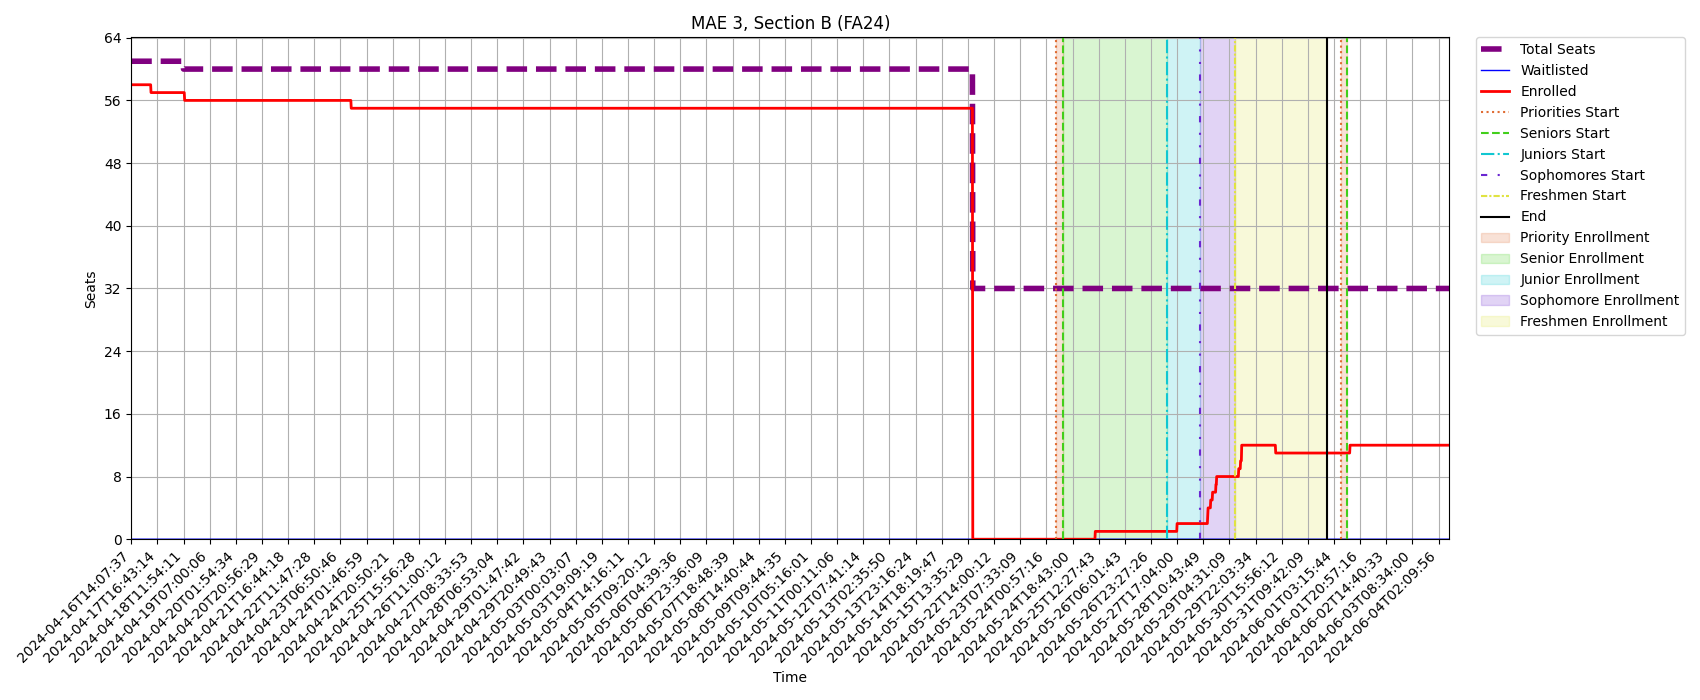 MAE 3, Section B (FA24)
Seats
64
56
48
40
32
24
16
8
0
2024-04-16T14:07:37
2024-04-17T16:43:14
2024-04-18T11:54:11
2024-04-19T07:00:06
2024-04-20T01:54:34
2024-04-20T20:56:29
2024-04-21T16:44:18
2024-04-22T11:47:28
2024-04-23T06:50:46
2024-04-24T01:46:59
2024-04-24T20:50:21
2024-04-25T15:56:28
2024-04-26T11:00:12
2024-04-27T08:33:53
2024-04-28T06:53:04
2024-04-29T01:47:42
2024-04-29T20:49:43
2024-05-03T00:03:07
2024-05-03T19:09:19
2024-05-04T14:16:11
2024-05-05T09:20:12
2024-05-06T04:39:36
2024-05-06T23:36:09
2024-05-07T18:48:39
2024-05-08T14:40:44
2024-05-09T09:44:35
2024-05-10T05:16:01
2024-05-11T00:11:06
2024-05-12T07:41:14
2024-05-13T02:35:50
2024-05-13T23:16:24
2024-05-14T18:19:47
2024-05-15T13:35:29
2024-05-22T14:00:12
2024-05-23T07:33:09
2024-05-24T00:57:16
2024-05-24T18:43:00
2024-05-25T12:27:43
2024-05-26T06:01:43
2024-05-26T23:27:26
2024-05-27T17:04:00
2024-05-28T10:43:49
2024-05-29T04:31:09
2024-05-29T22:03:34
2024-05-30T15:56:12
2024-05-31T09:42:09
2024-06-01T03:15:44
2024-06-01T20:57:16
2024-06-02T14:40:33
2024-06-03T08:34:00
2024-06-04T02:09:56
Time
Total Seats
Waitlisted
Enrolled
Priorities Start
Seniors Start
Juniors Start
Sophomores Start
Freshmen Start
End
Priority Enrollment
Senior Enrollment
Junior Enrollment
Sophomore Enrollment
Freshmen Enrollment